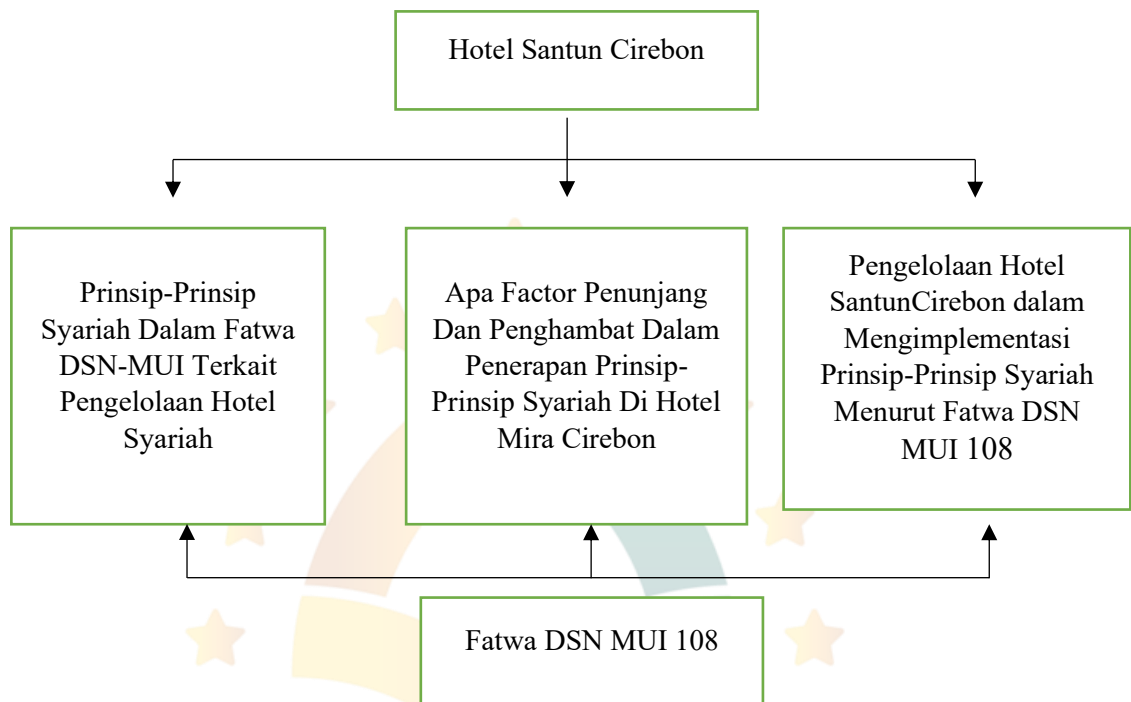 Hotel Santun Cirebon
Prinsip-Prinsip
Syariah Dalam Fatwa
DSN-MUI Terkait
Pengelolaan Hotel
Syariah
Apa Factor Penunjang
Dan Penghambat Dalam
Penerapan Prinsip-
Prinsip Syariah Di Hotel
Mira Cirebon
Pengelolaan Hotel
SantunCirebon dalam
Mengimplementasi
Prinsip-Prinsip Syariah
Menurut Fatwa DSN
MUI 108
Fatwa DSN MUI 108